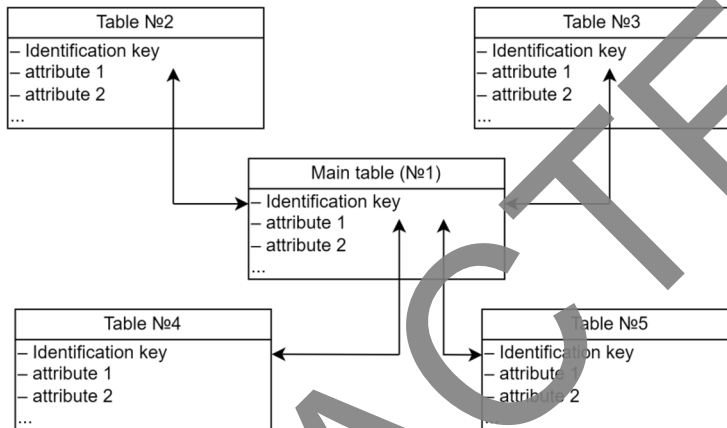 Table №2
– Identification key
– attribute 1
– attribute 2
...
Table №3
– Identification key
– attribute 1
– attribute 2
...
Main table (№1)
– Identification key
– attribute 1
– attribute 2
...
Table №4
– Identification key
– attribute 1
– attribute 2
...
Table №5
– Identification key
– attribute 1
– attribute 2
...
ACTE